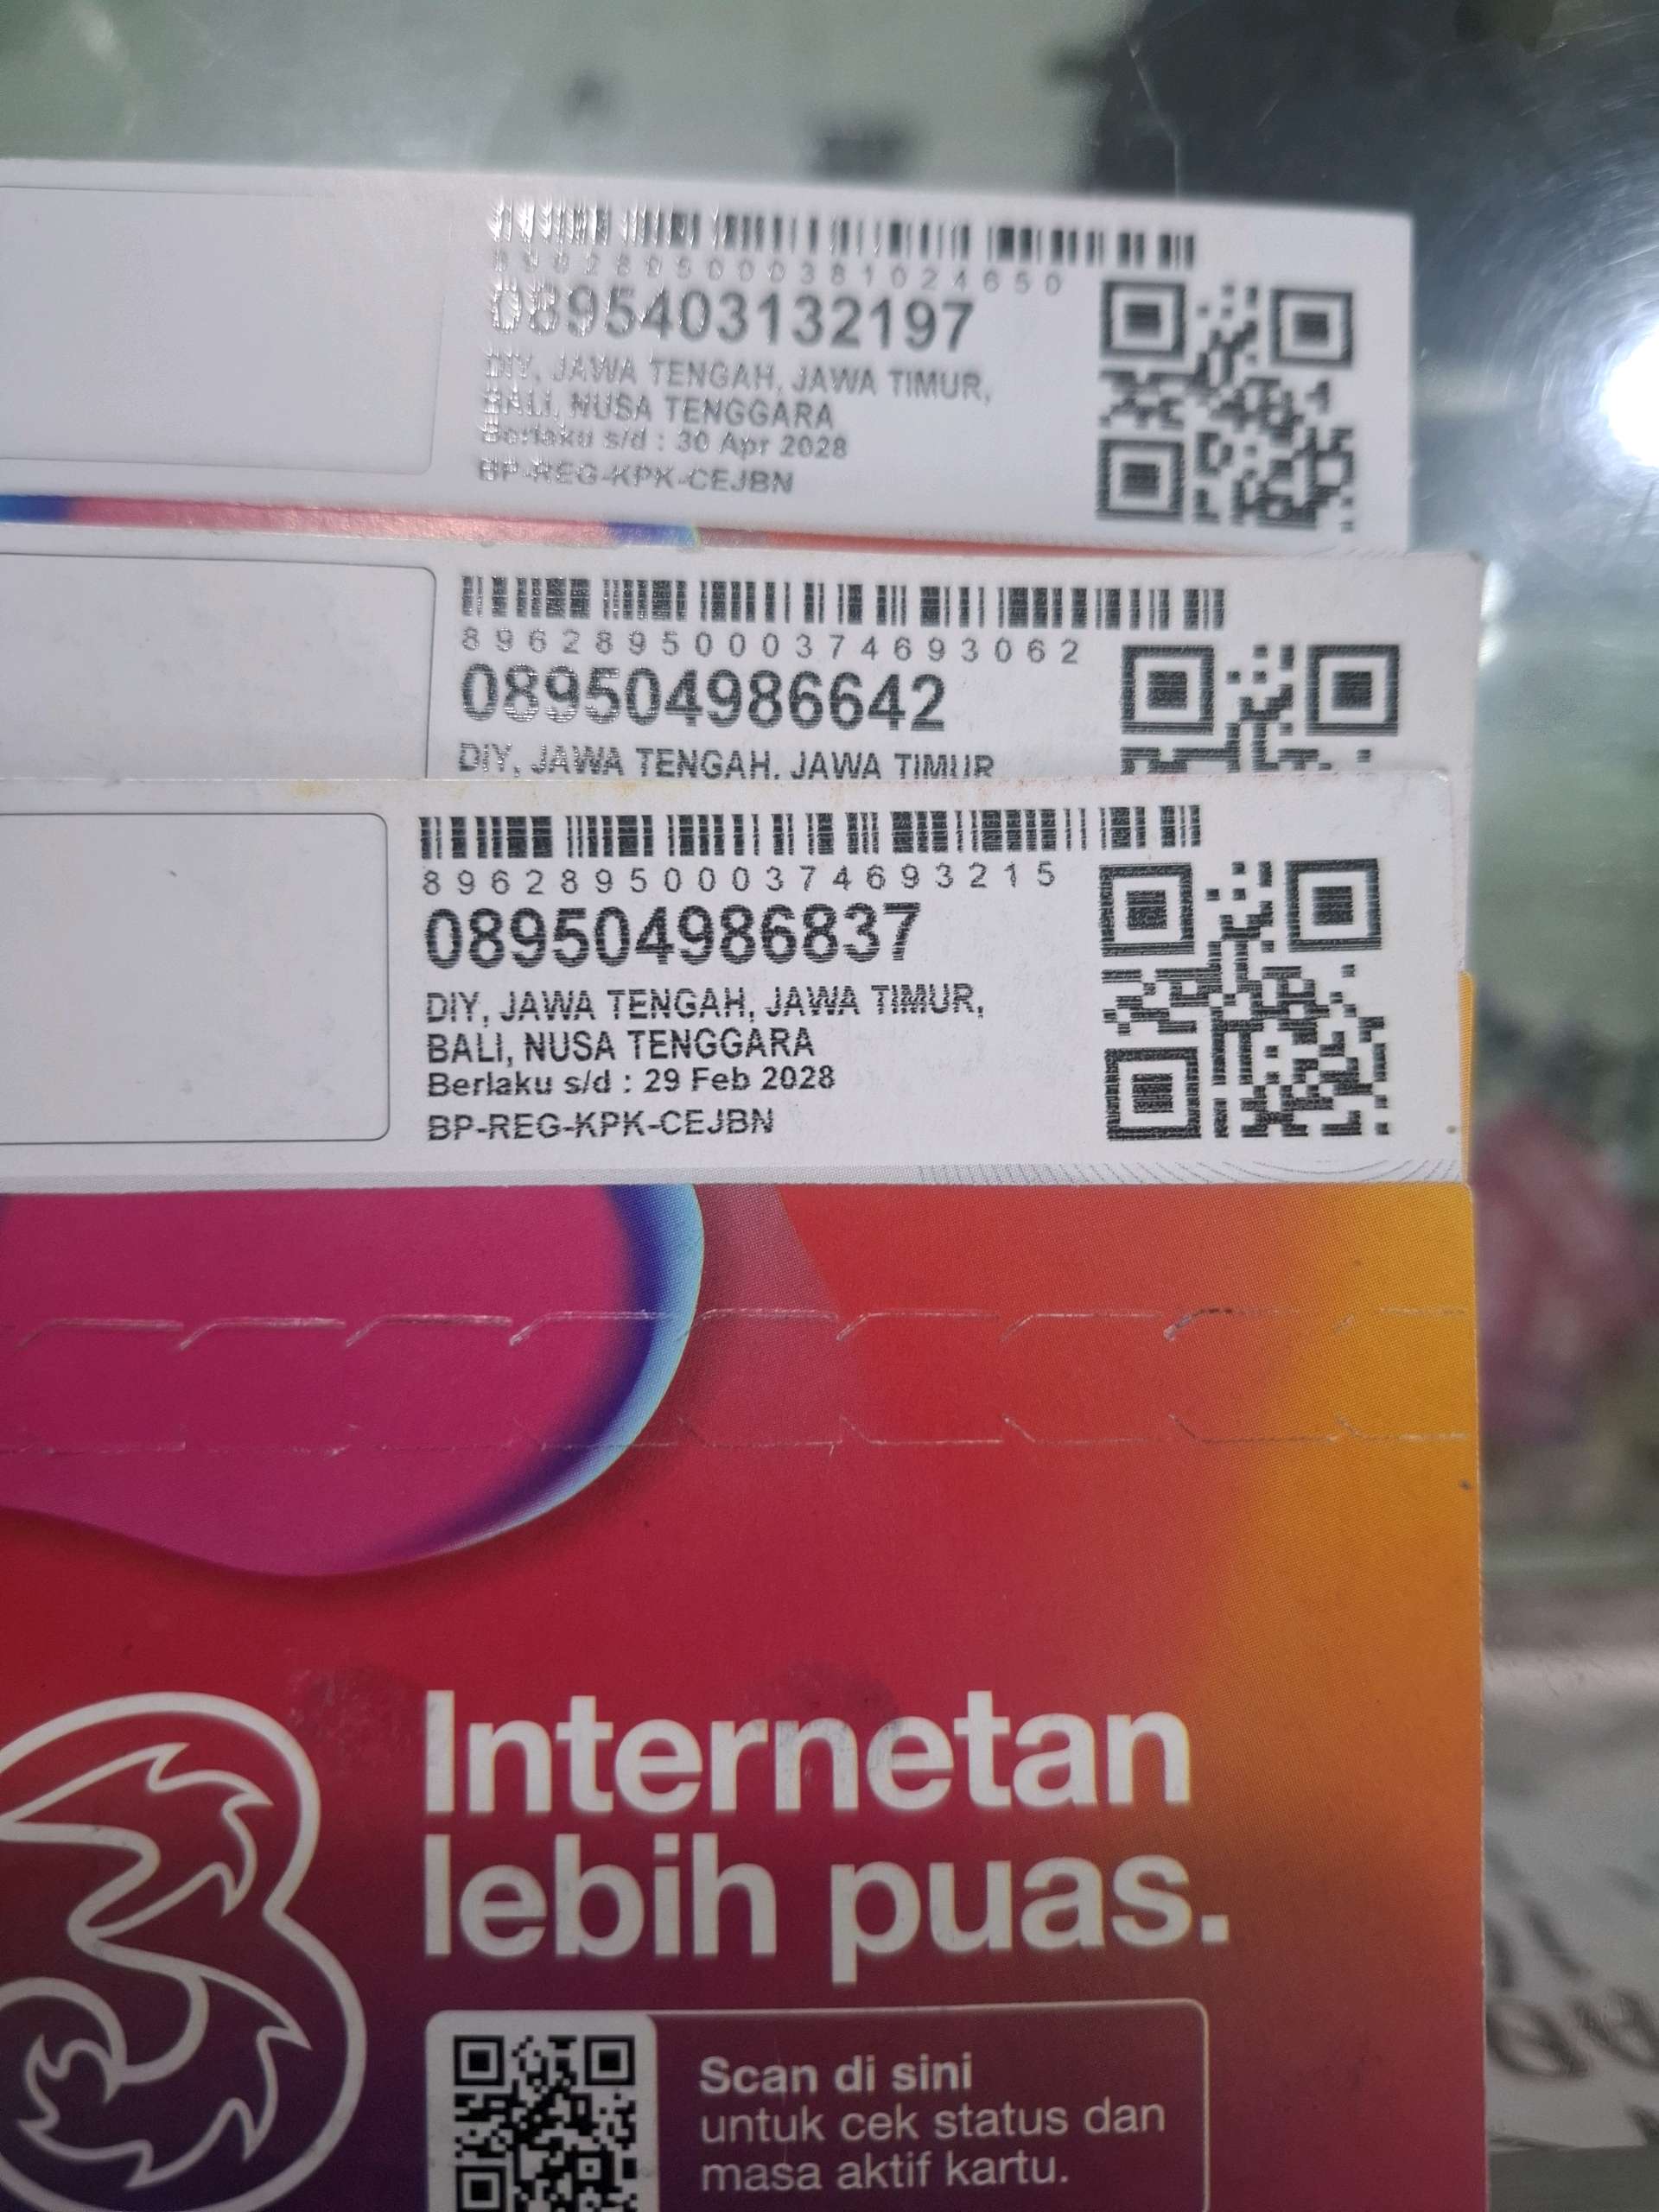 8962895000381024650
0895403132197
DIY, JAWA TENGAH, JAWA TIMUR,
BALI, NUSA TENGGARA
Berlaku s/d : 30 Apr 2028
BP-REG-KPK-CEJBN
8962895000374693062
089504986642
DIY, JAWA TENGAH, JAWA TIMUR
8962895000374693215
089504986837
DIY, JAWA TENGAH, JAWA TIMUR,
BALI, NUSA TENGGARA
Berlaku s/d : 29 Feb 2028
BP-REG-KPK-CEJBN
3
Internetan
lebih puas.
Scan di sini
untuk cek status dan
masa aktif kartu.